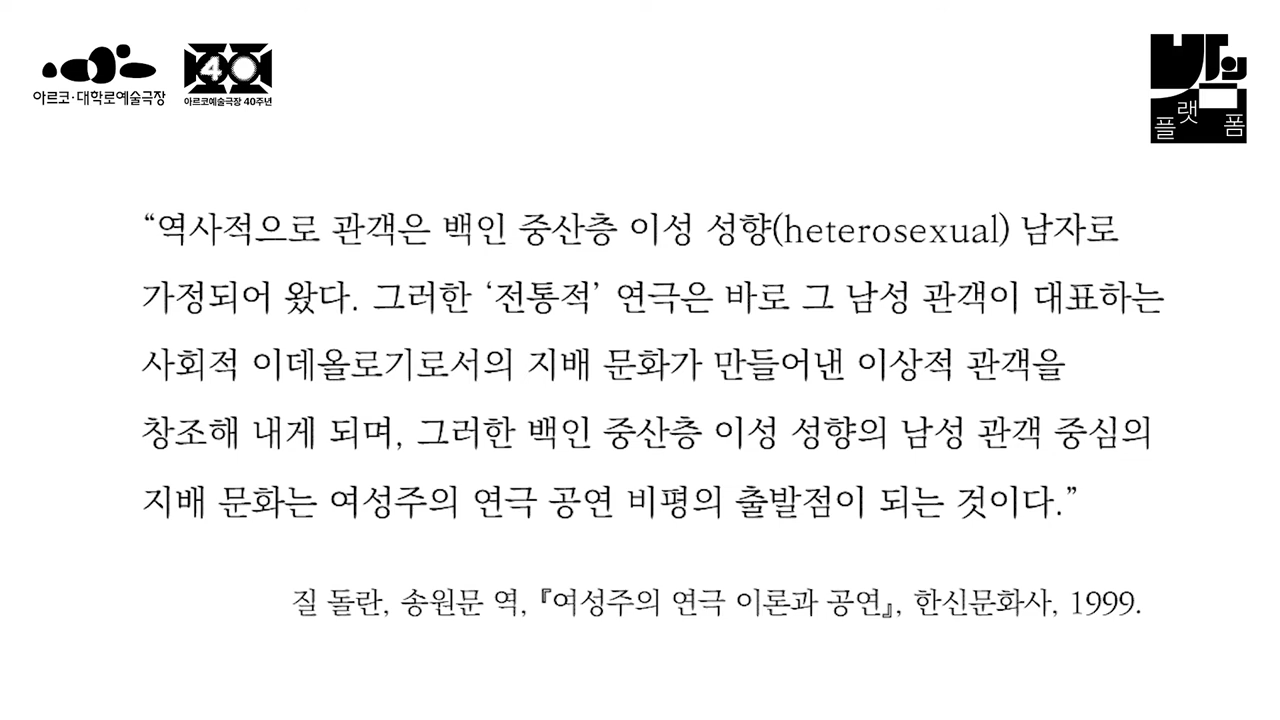 아르코·대학로예술극장
40
아르코예술극장 40주년
밤의
플랫폼
“역사적으로 관객은 백인 중산층 이성 성향(heterosexual) 남자로
가정되어 왔다. 그러한 ‘전통적’ 연극은 바로 그 남성 관객이 대표하는
사회적 이데올로기로서의 지배 문화가 만들어낸 이상적 관객을
창조해 내게 되며, 그러한 백인 중산층 이성 성향의 남성 관객 중심의
지배 문화는 여성주의 연극 공연 비평의 출발점이 되는 것이다.”
질 돌란, 송원문 역, 『여성주의 연극 이론과 공연』, 한신문화사, 1999.